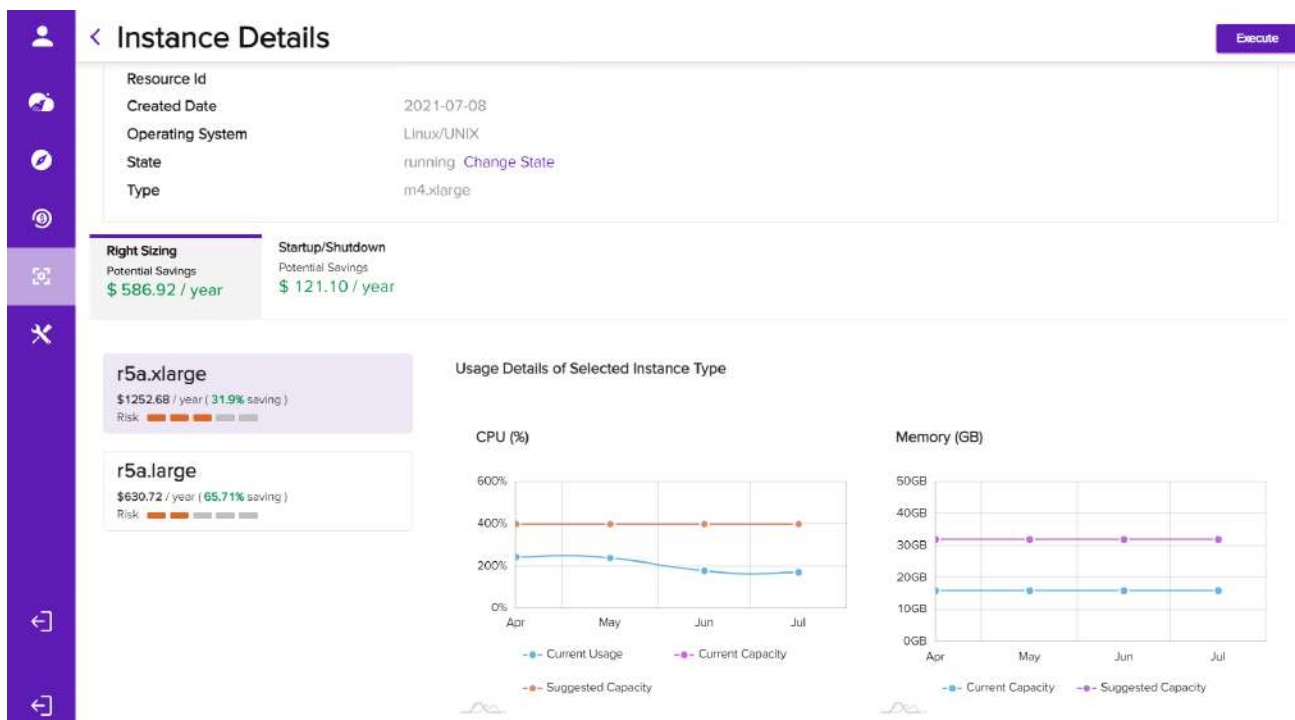 Instance Details
Execute
Resource Id
Created Date 2021-07-08
Operating System Linux/UNIX
State running Change State
Type m4.xlarge
Right Sizing
Potential Savings
$ 586.92 / year
Startup/Shutdown
Potential Savings
$ 121.10 / year
r5a.xlarge
$1252.68 / year ( 31.9% saving )
Risk
r5a.large
$630.72 / year ( 65.71% saving )
Risk
Usage Details of Selected Instance Type
CPU (%)
600%
400%
200%
0%
Apr May Jun Jul
Current Usage Current Capacity
Suggested Capacity
Memory (GB)
50GB
40GB
30GB
20GB
10GB
0GB
Apr May Jun Jul
Current Capacity Suggested Capacity